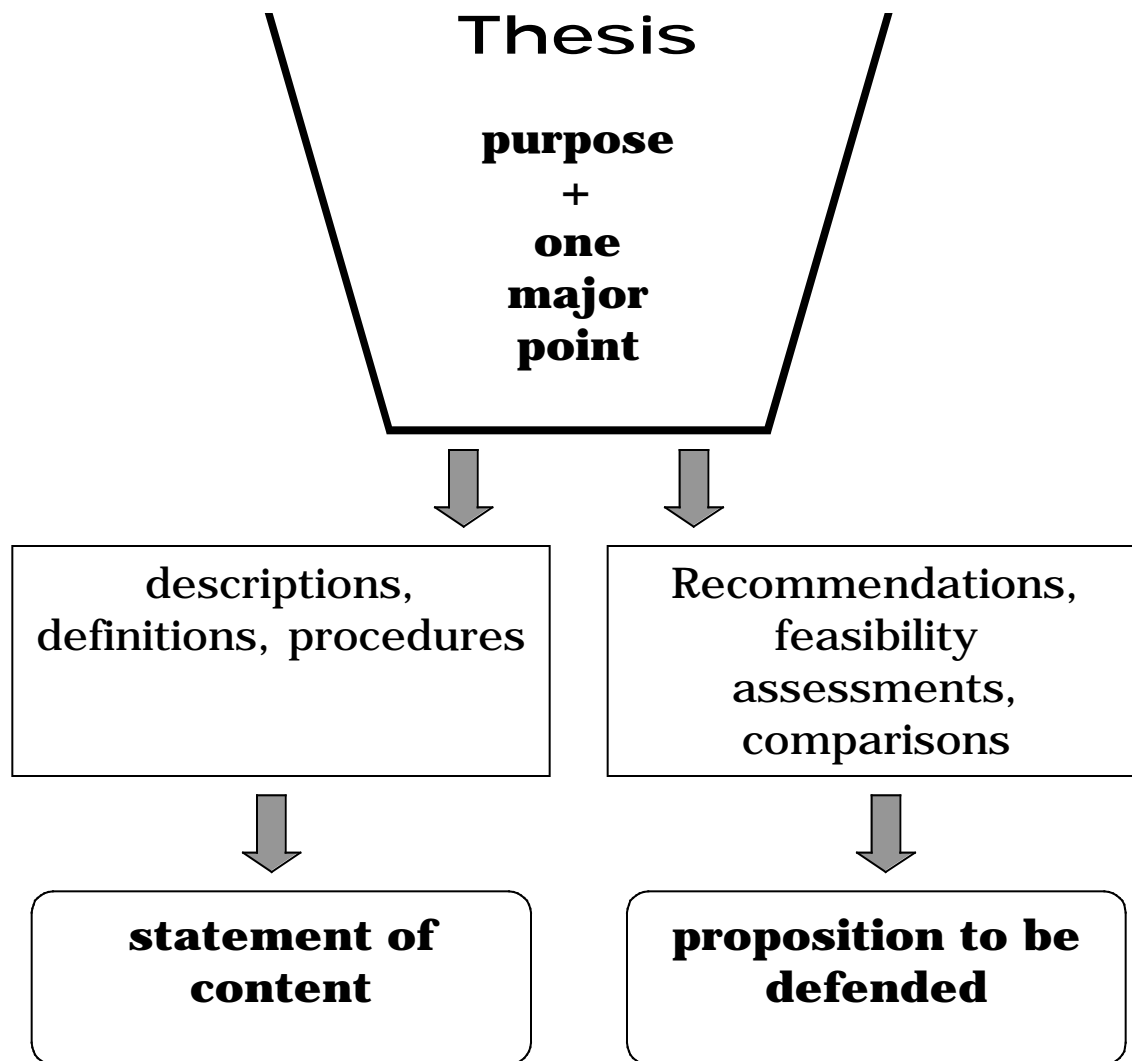 Thesis
purpose
+
one
major
point
descriptions,
definitions, procedures
Recommendations,
feasibility
assessments,
comparisons
statement of
content
proposition to be
defended